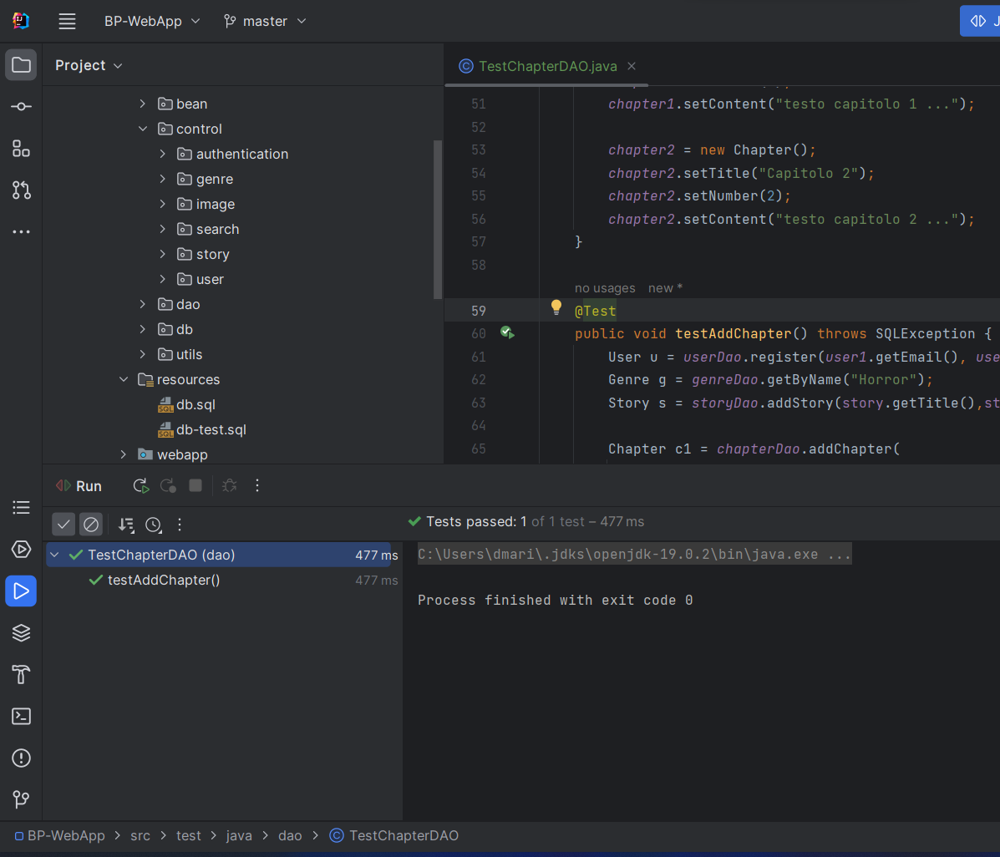 BP-WebApp master J
Project
TestChapterDAO.java
bean
control
authentication
genre
image
search
story
user
dao
db
utils
resources
db.sql
db-test.sql
webapp
51 chapter1.setContent("testo capitolo 1 ...");
52
53 chapter2 = new Chapter();
54 chapter2.setTitle("Capitolo 2");
55 chapter2.setNumber(2);
56 chapter2.setContent("testo capitolo 2 ...");
57 }
58
no usages new *
59 @Test
60 public void testAddChapter() throws SQLException {
61 User u = userDao.register(user1.getEmail(), use
62 Genre g = genreDao.getByName("Horror");
63 Story s = storyDao.addStory(story.getTitle(),st
64
65 Chapter c1 = chapterDao.addChapter(
Run
Tests passed: 1 of 1 test – 477 ms
TestChapterDAO (dao) 477 ms
testAddChapter() 477 ms
C:\Users\dmari\.jdks\openjdk-19.0.2\bin\java.exe ...
Process finished with exit code 0
BP-WebApp > src > test > java > dao > TestChapterDAO